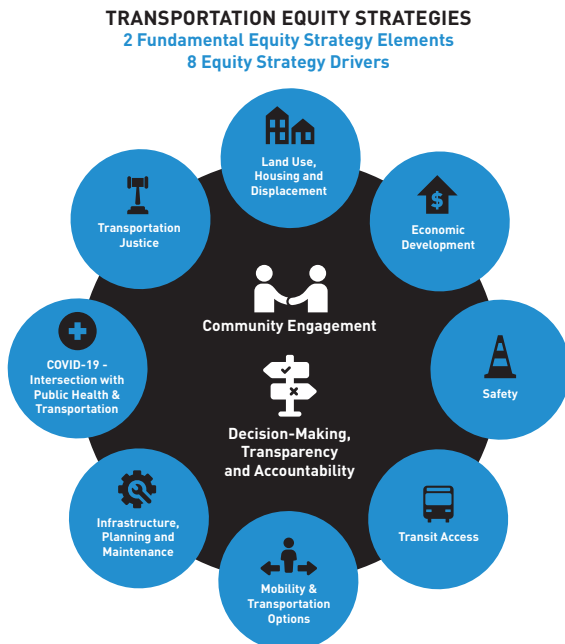 TRANSPORTATION EQUITY STRATEGIES
2 Fundamental Equity Strategy Elements
8 Equity Strategy Drivers
Land Use,
Housing and
Displacement
$
Economic
Development
Safety
Transit Access
Mobility &
Transportation
Options
Infrastructure,
Planning and
Maintenance
COVID-19 -
Intersection with
Public Health &
Transportation
Transportation
Justice
Community Engagement
Decision-Making,
Transparency
and Accountability